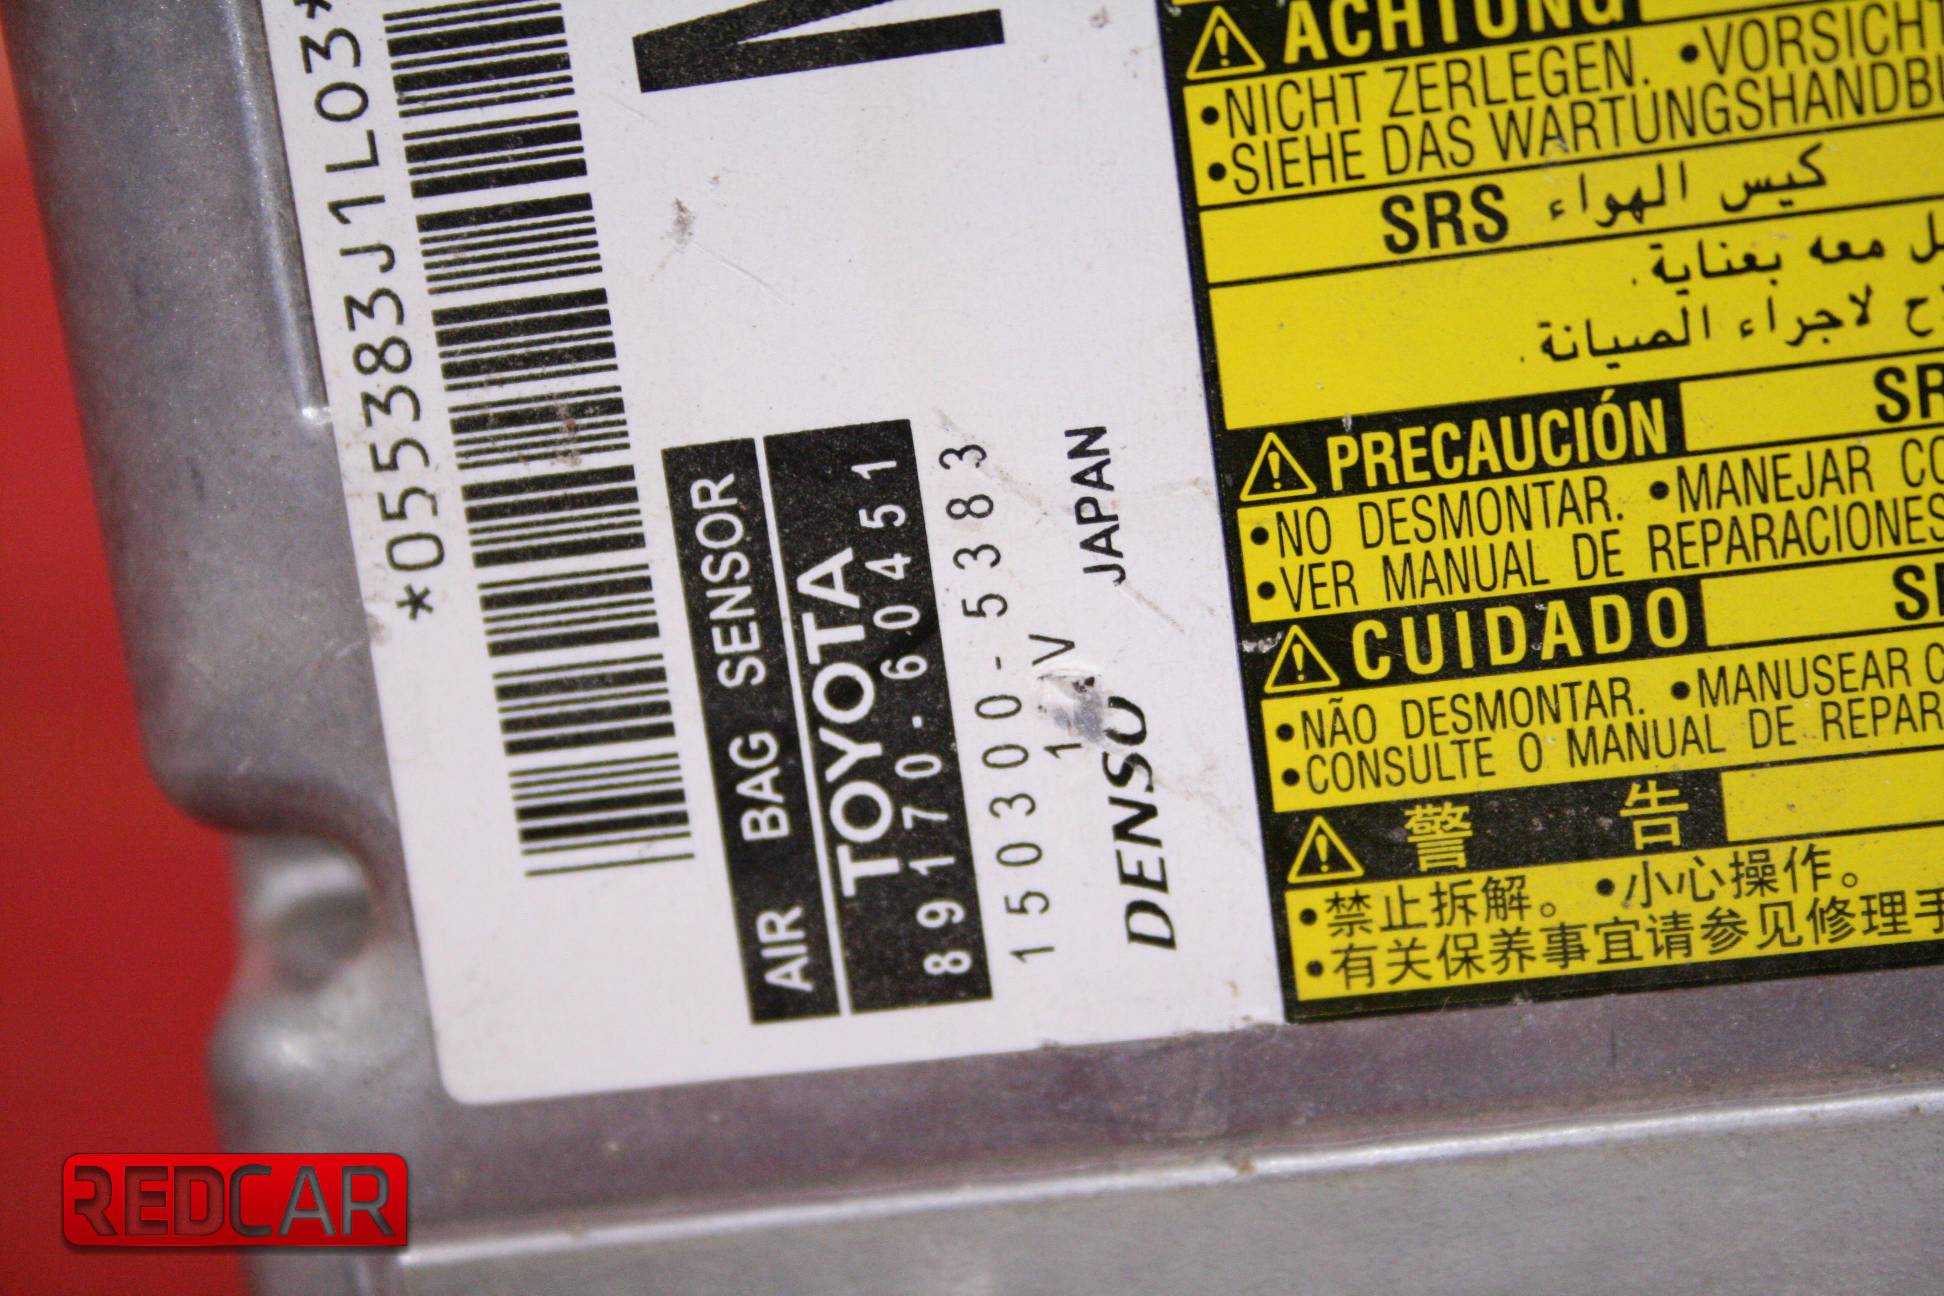 *055383J1L03*
AIR BAG SENSOR
TOYOTA
89170-60451
150300-5383
1 V
DENSO JAPAN
ACHTUNG
•NICHT ZERLEGEN. •VORSICHT
•SIEHE DAS WARTUNGSHANDBU
كيس الهواء SRS
معه بعناية.
لاجراء الصيانة.
PRECAUCIÓN SR
•NO DESMONTAR. •MANEJAR CO
•VER MANUAL DE REPARACIONES
CUIDADO
•NÃO DESMONTAR. •MANUSEAR C
•CONSULTE O MANUAL DE REPAR
警 告
•禁止拆解。 •小心操作。
•有关保养事宜请参见修理手
REDCAR